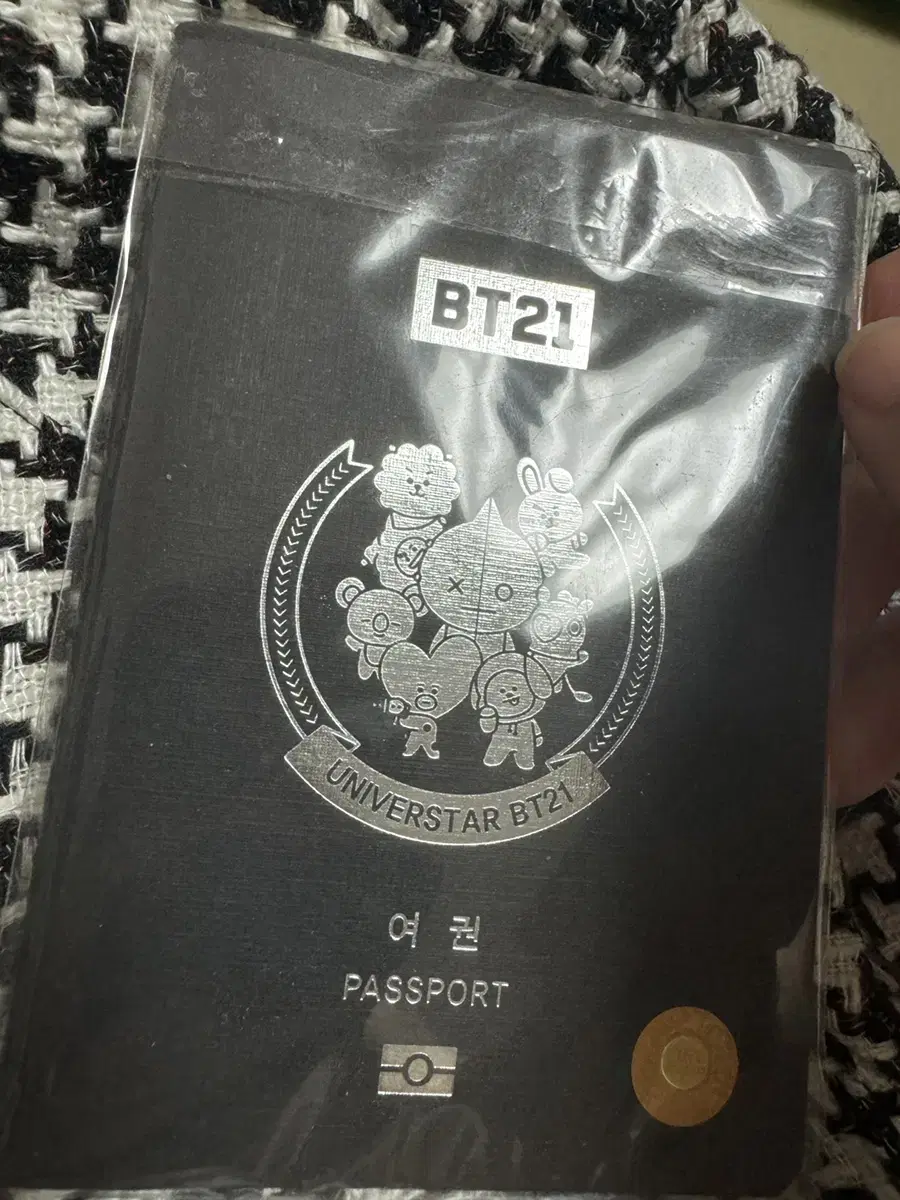 BT21
UNIVERSTAR BT21
여 권
PASSPORT